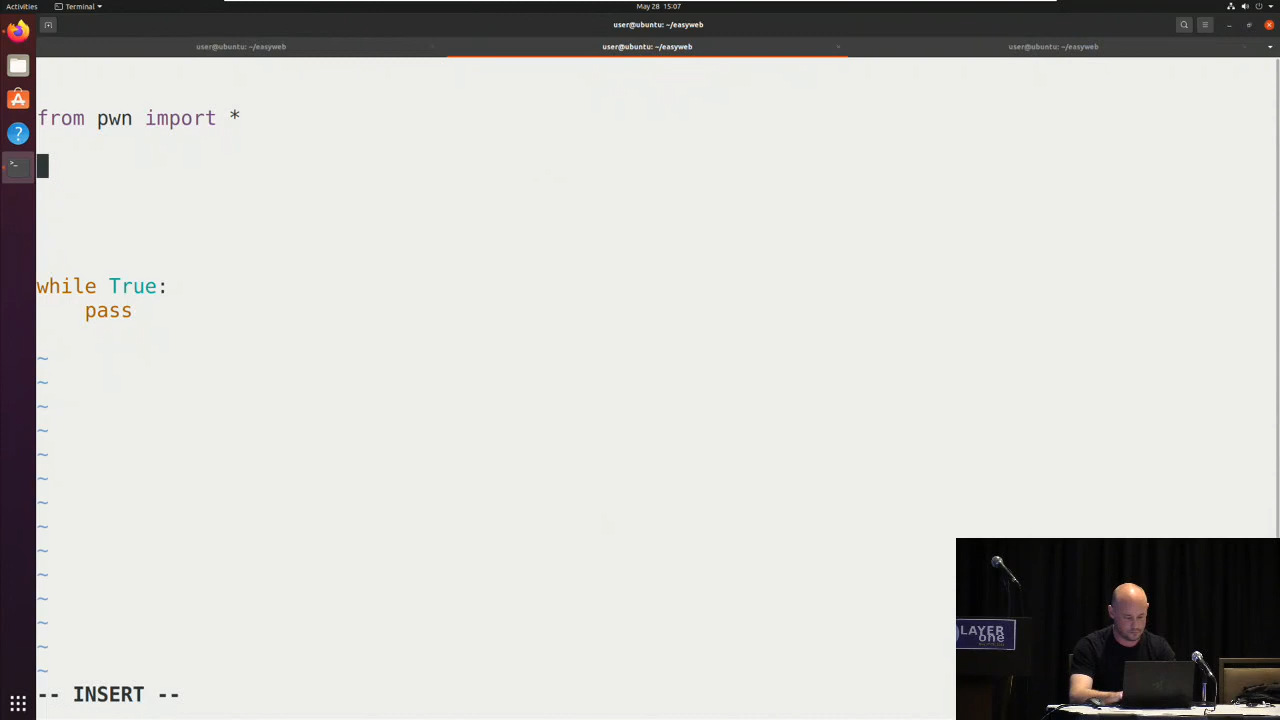 Activities
Terminal
May 28 15:07
user@ubuntu: ~/easyweb
user@ubuntu: ~/easyweb
user@ubuntu: ~/easyweb
user@ubuntu: ~/easyweb
from pwn import *
while True:
    pass
~
~
~
~
~
~
~
~
~
~
~
~
~
~
-- INSERT --
LAYER
one